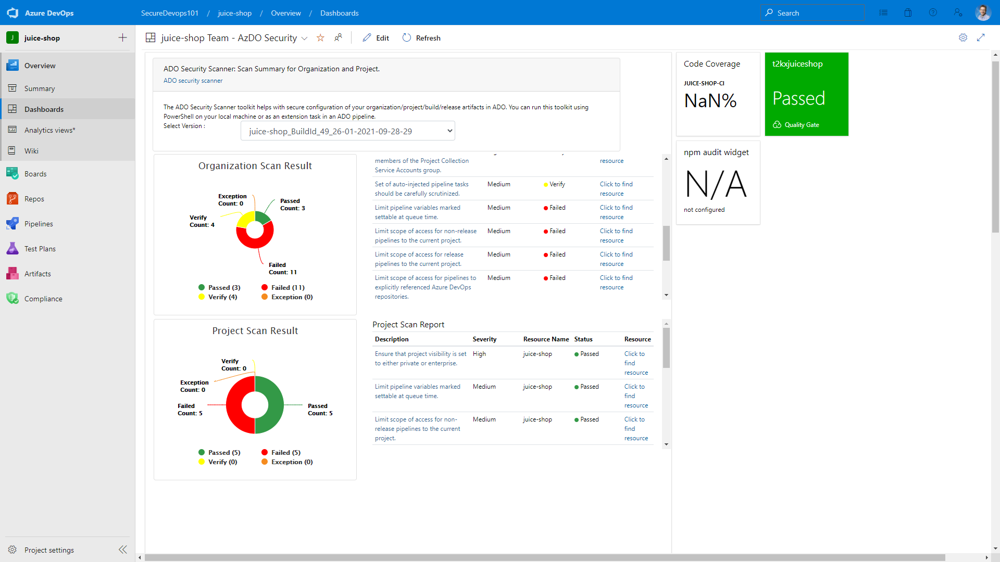 Azure DevOps
SecureDevops101 / juice-shop / Overview / Dashboards
Search
J juice-shop
juice-shop Team - AzDO Security
Edit
Refresh
Overview
Summary
Dashboards
Analytics views*
Wiki
Boards
Repos
Pipelines
Test Plans
Artifacts
Compliance
Project settings
ADO Security Scanner: Scan Summary for Organization and Project.
ADO security scanner
The ADO Security Scanner toolkit helps with secure configuration of your organization/project/build/release artifacts in ADO. You can run this toolkit using
PowerShell on your local machine or as an extension task in an ADO pipeline.
Select Version :
juice-shop_BuildId_49_26-01-2021-09-28-29
Organization Scan Result
Exception
Count: 0
Passed
Count: 3
Verify
Count: 4
Failed
Count: 11
Passed (3)
Failed (11)
Verify (4)
Exception (0)
members of the Project Collection
Service Accounts group.
resource
Set of auto-injected pipeline tasks
should be carefully scrutinized.
Medium
Verify
Click to find
resource
Limit pipeline variables marked
settable at queue time.
Medium
Failed
Click to find
resource
Limit scope of access for non-release
pipelines to the current project.
Medium
Failed
Click to find
resource
Limit scope of access for release
pipelines to the current project.
Medium
Failed
Click to find
resource
Limit scope of access for pipelines to
explicitly referenced Azure DevOps
repositories.
Medium
Failed
Click to find
resource
Project Scan Result
Verify
Count: 0
Exception
Count: 0
Failed
Count: 5
Passed
Count: 5
Passed (5)
Failed (5)
Verify (0)
Exception (0)
Project Scan Report
Description Severity Resource Name Status Resource
Ensure that project visibility is set
to either private or enterprise.
High
juice-shop
Passed
Click to
find
resource
Limit pipeline variables marked
settable at queue time.
Medium
juice-shop
Passed
Click to
find
resource
Limit scope of access for non-
release pipelines to the current
project.
Medium
juice-shop
Passed
Click to
find
resource
Code Coverage
JUICE-SHOP-CI
NaN%
t2kxjuiceshop
Passed
Quality Gate
npm audit widget
N/A
not configured